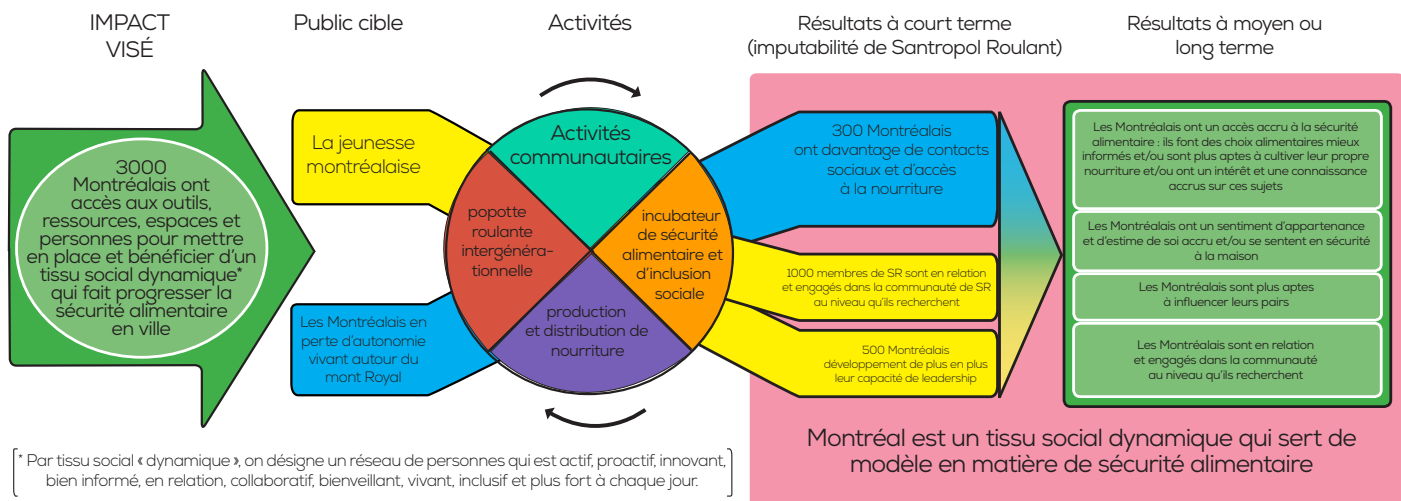 IMPACT
VISÉ
Public cible
Activités
Résultats à court terme
(imputabilité de Santropol Roulant)
Résultats à moyen ou
long terme
3000
Montréalais ont
accès aux outils,
ressources, espaces et
personnes pour mettre
en place et bénéficier d'un
tissu social dynamique*
qui fait progresser la
sécurité alimentaire
en ville
La jeunesse
montréalaise
Les Montréalais en
perte d'autonomie
vivant autour du
mont Royal
Activités
communautaires
popotte
roulante
intergénéra-
tionnelle
incubateur
de sécurité
alimentaire et
d'inclusion
sociale
production
et distribution de
nourriture
300 Montréalais
ont davantage de contacts
sociaux et d'accès
à la nourriture
1000 membres de SR sont en relation
et engagés dans la communauté de SR
au niveau qu'ils recherchent
500 Montréalais
développement de plus en plus
leur capacité de leadership
Les Montréalais ont un accès accru à la sécurité
alimentaire : ils font des choix alimentaires mieux
informés et/ou sont plus aptes à cultiver leur propre
nourriture et/ou ont un intérêt et une connaissance
accrus sur ces sujets
Les Montréalais ont un sentiment d'appartenance
et d'estime de soi accru et/ou se sentent en sécurité
à la maison
Les Montréalais sont plus aptes
à influencer leurs pairs
Les Montréalais sont en relation
et engagés dans la communauté
au niveau qu'ils recherchent
Montréal est un tissu social dynamique qui sert de
modèle en matière de sécurité alimentaire
* Par tissu social « dynamique », on désigne un réseau de personnes qui est actif, proactif, innovant,
bien informé, en relation, collaboratif, bienveillant, vivant, inclusif et plus fort à chaque jour.